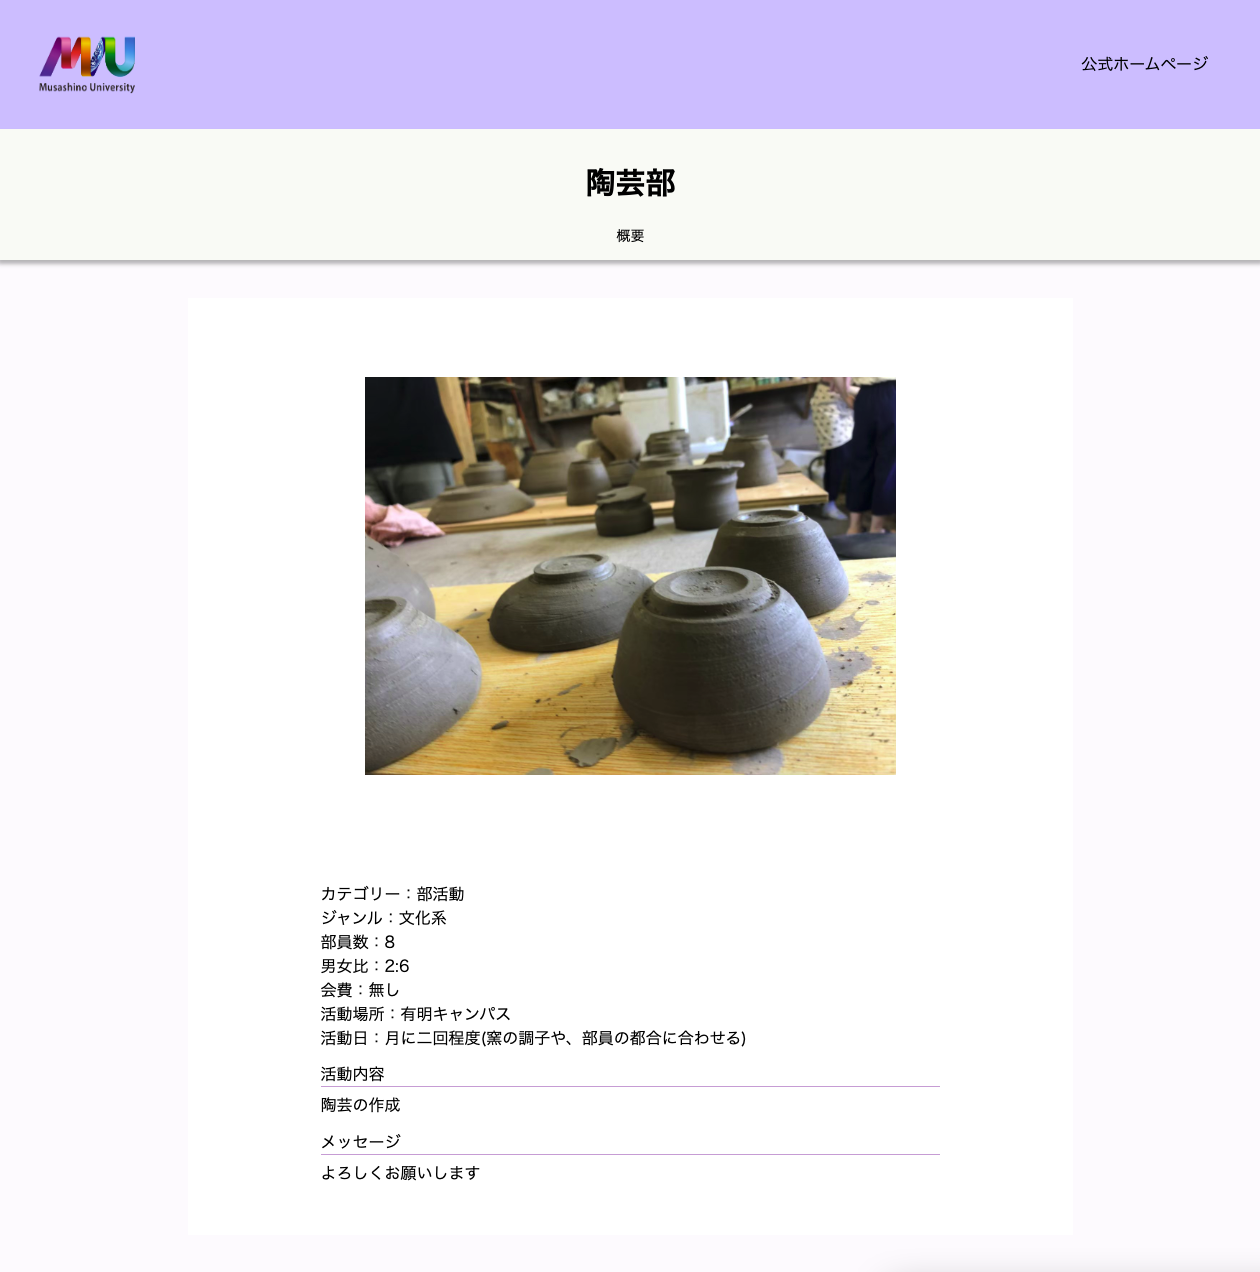 MU
Musashino University
公式ホームページ
陶芸部
概要
カテゴリー：部活動
ジャンル：文化系
部員数：8
男女比：2:6
会費：無し
活動場所：有明キャンパス
活動日：月に二回程度(窯の調子や、部員の都合に合わせる)
活動内容
陶芸の作成
メッセージ
よろしくお願いします